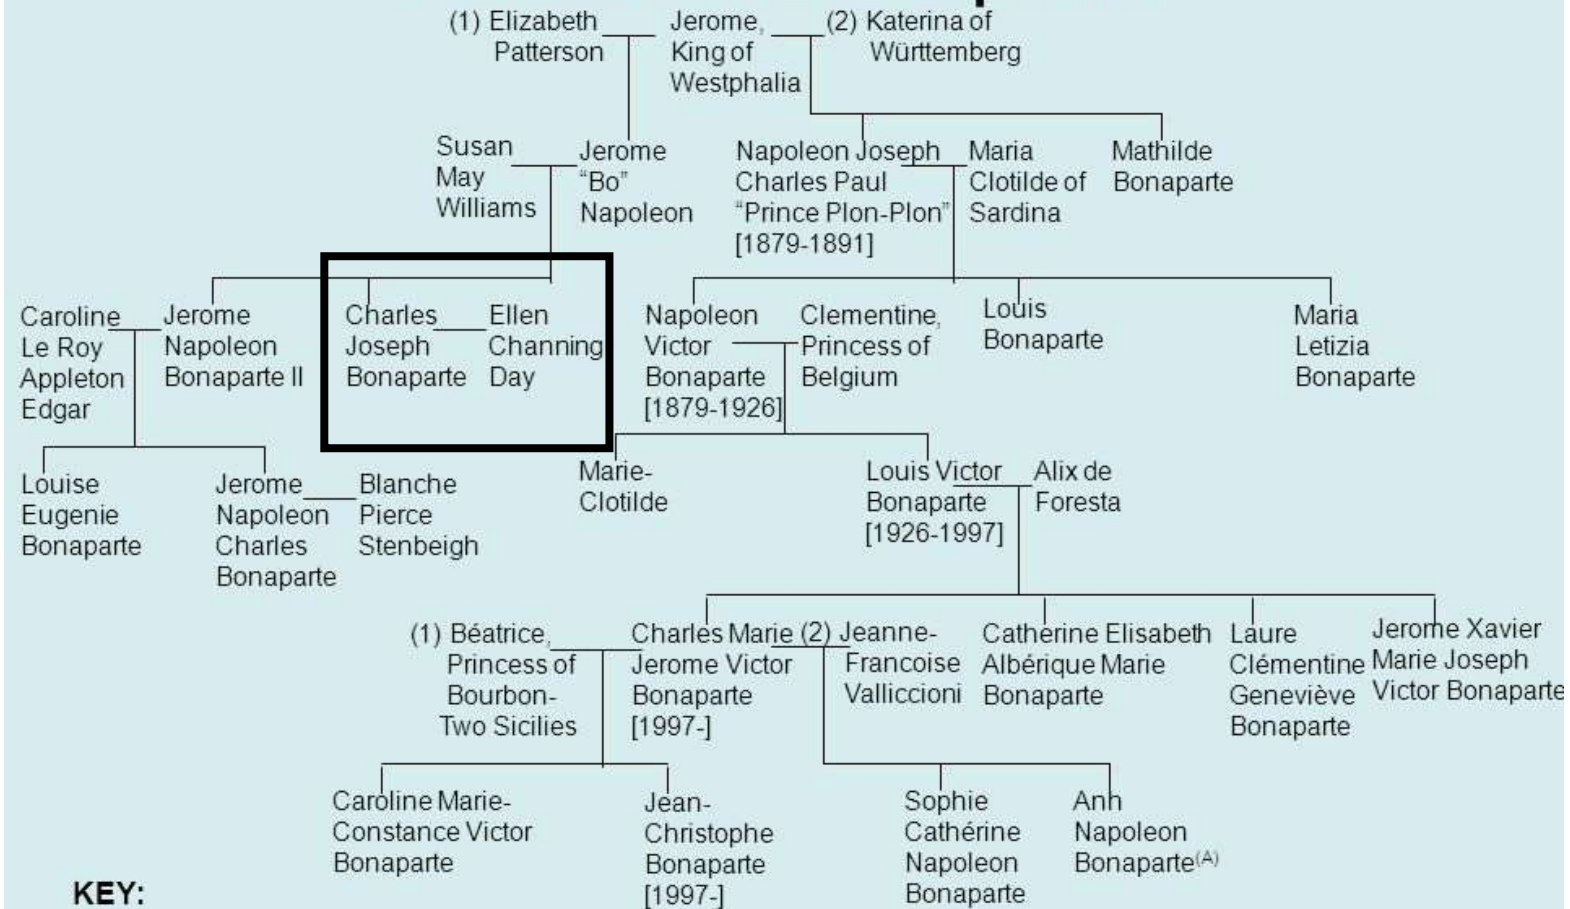 (1) Elizabeth
Patterson
Jerome,
King of
Westphalia
(2) Katerina of
Württemberg
Susan
May
Williams
Jerome
“Bo”
Napoleon
Napoleon Joseph
Charles Paul
“Prince Plon-Plon”
[1879-1891]
Maria
Clotilde of
Sardina
Mathilde
Bonaparte
Caroline
Le Roy
Appleton
Edgar
Jerome
Napoleon
Bonaparte II
Charles
Joseph
Bonaparte
Ellen
Channing
Day
Napoleon
Victor
Bonaparte
[1879-1926]
Clementine,
Princess of
Belgium
Louis
Bonaparte
Maria
Letizia
Bonaparte
Louise
Eugenie
Bonaparte
Jerome
Napoleon
Charles
Bonaparte
Blanche
Pierce
Stenbeigh
Marie-
Clotilde
Louis Victor
Bonaparte
[1926-1997]
Alix de
Foresta
(1) Béatrice,
Princess of
Bourbon-
Two Sicilies
Charles Marie
Jerome Victor
Bonaparte
[1997-]
(2) Jeanne-
Francoise
Valliccioni
Catherine Elisabeth
Albérique Marie
Bonaparte
Laure
Clémentine
Geneviève
Bonaparte
Jerome Xavier
Marie Joseph
Victor Bonaparte
Caroline Marie-
Constance Victor
Bonaparte
Jean-
Christophe
Bonaparte
[1997-]
Sophie
Cathérine
Napoleon
Bonaparte
Anh
Napoleon
Bonaparte(A)
KEY: